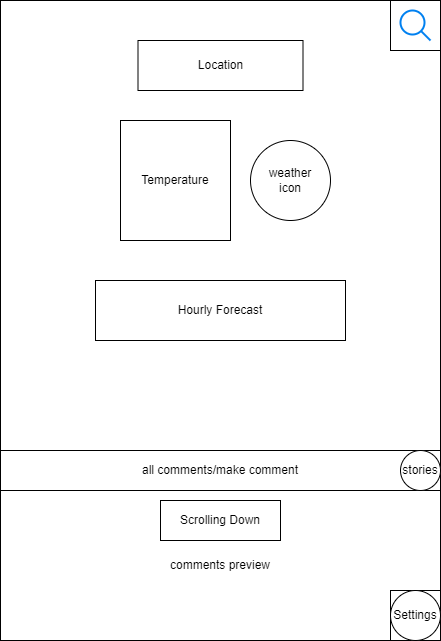 Location
Temperature
weather
icon
Hourly Forecast
all comments/make comment
stories
Scrolling Down
comments preview
Settings